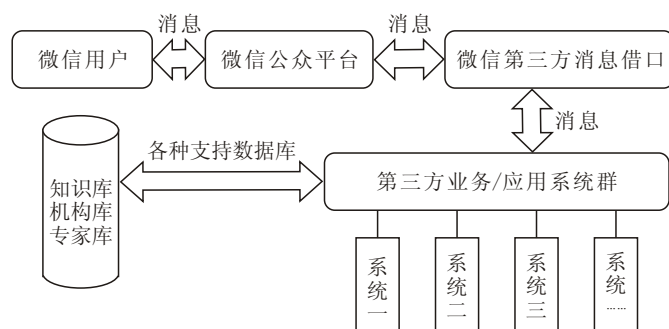 消息
消息
微信用户
微信公众平台
微信第三方消息借口
消息
各种支持数据库
知识库
机构库
专家库
第三方业务/应用系统群
系统一
系统二
系统三
系统……